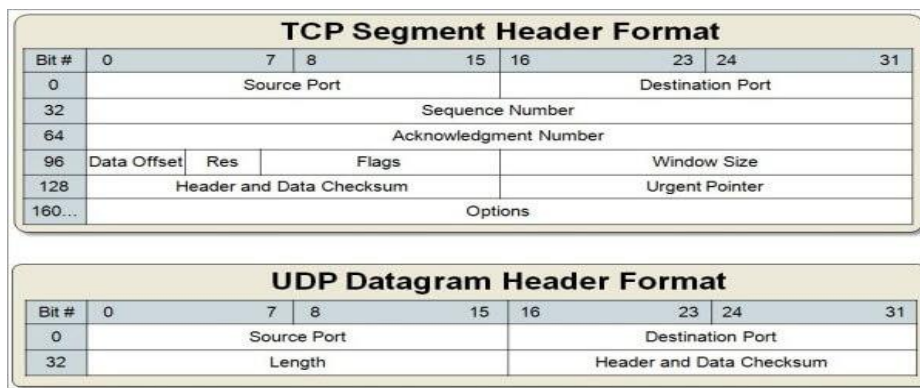 TCP Segment Header Format
Bit # 0 7 8 15 16 23 24 31
0 Source Port Destination Port
32 Sequence Number
64 Acknowledgment Number
96 Data Offset Res Flags Window Size
128 Header and Data Checksum Urgent Pointer
160... Options
UDP Datagram Header Format
Bit # 0 7 8 15 16 23 24 31
0 Source Port Destination Port
32 Length Header and Data Checksum